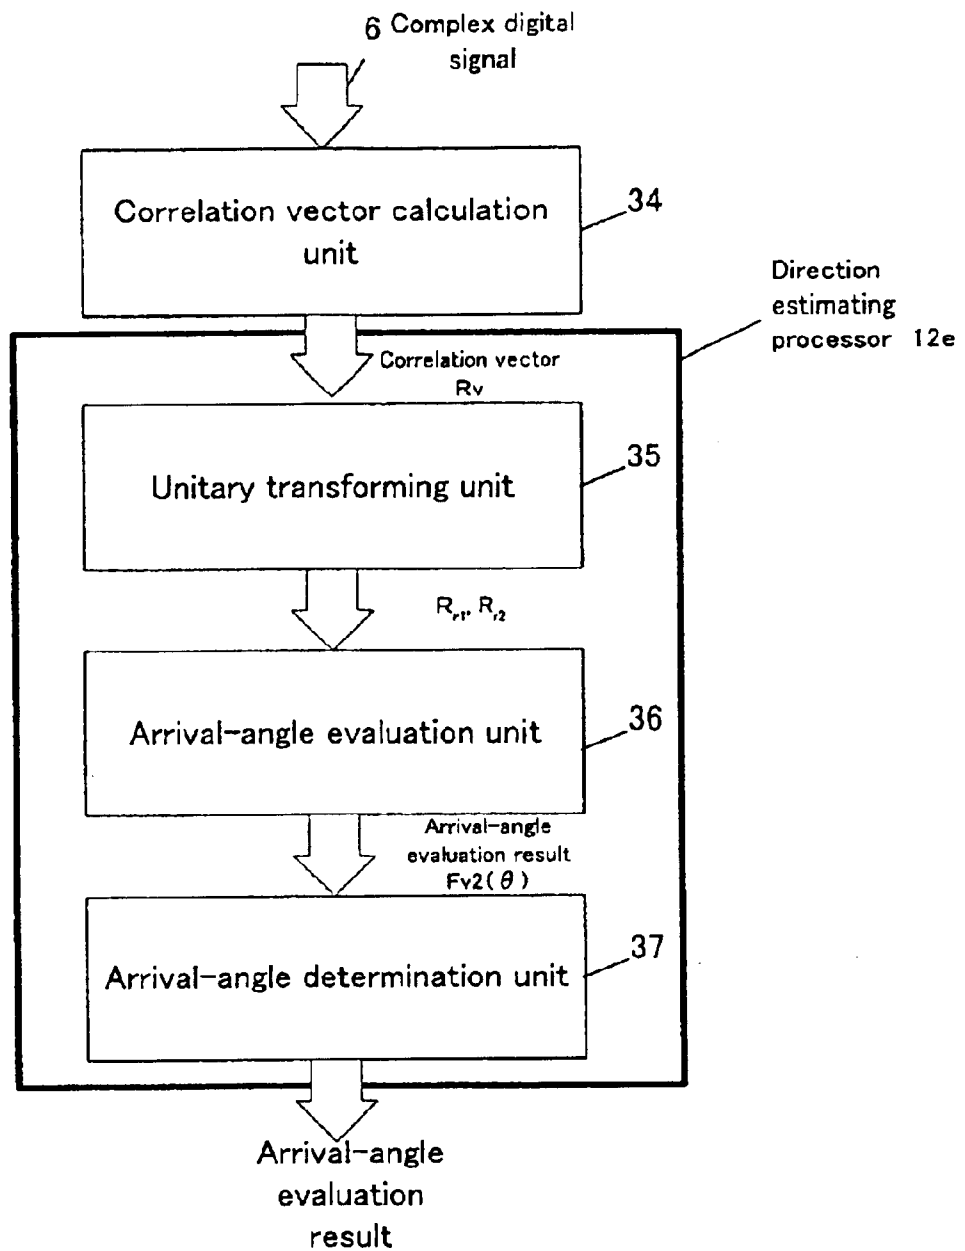 6 Complex digital
signal
Correlation vector calculation
unit
34
Direction
estimating
processor 12e
Correlation vector
Rv
Unitary transforming unit
35
Rr1, Rr2
Arrival-angle evaluation unit
36
Arrival-angle
evaluation result
Fv2(θ)
Arrival-angle determination unit
37
Arrival-angle
evaluation
result